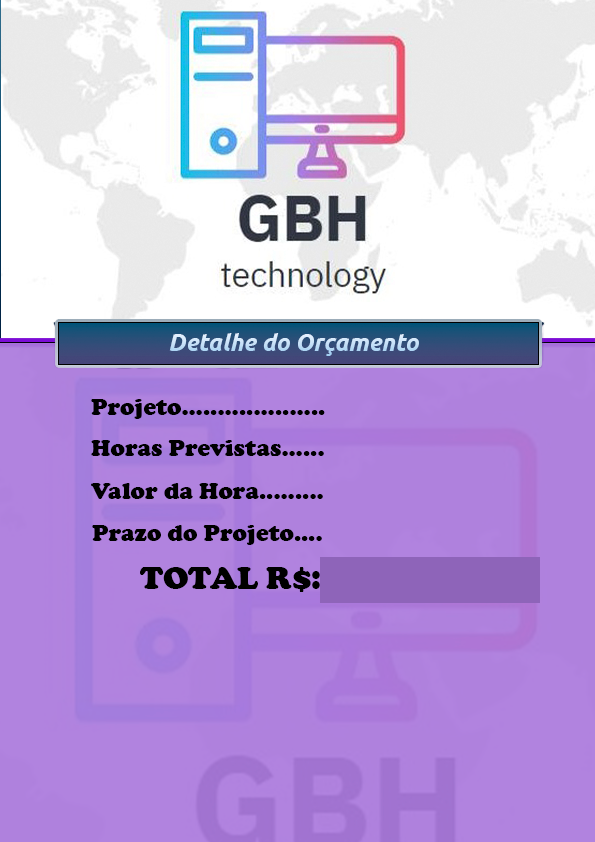 GBH
technology
Detalhe do Orçamento
Projeto....................
Horas Previstas......
Valor da Hora.........
Prazo do Projeto....
TOTAL R$:
GBH